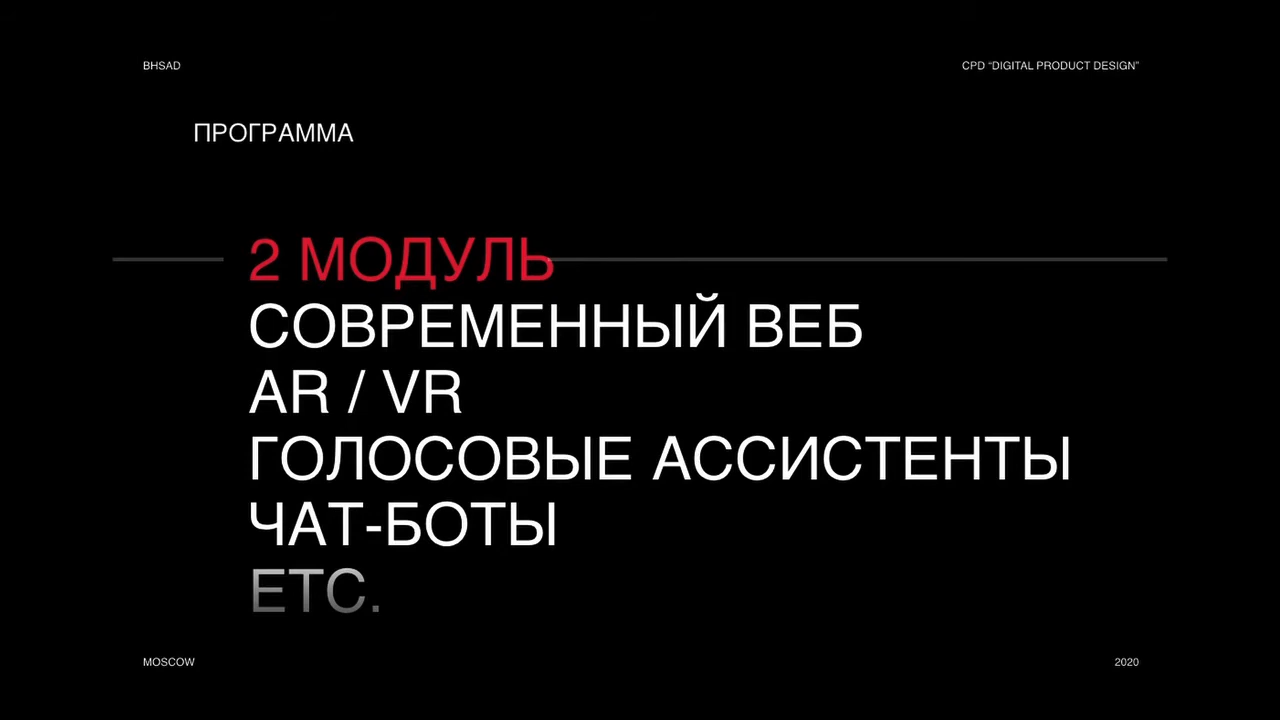 BHSAD
CPD “DIGITAL PRODUCT DESIGN”
ПРОГРАММА
2 МОДУЛЬ
СОВРЕМЕННЫЙ ВЕБ
AR / VR
ГОЛОСОВЫЕ АССИСТЕНТЫ
ЧАТ-БОТЫ
ETC.
MOSCOW
2020